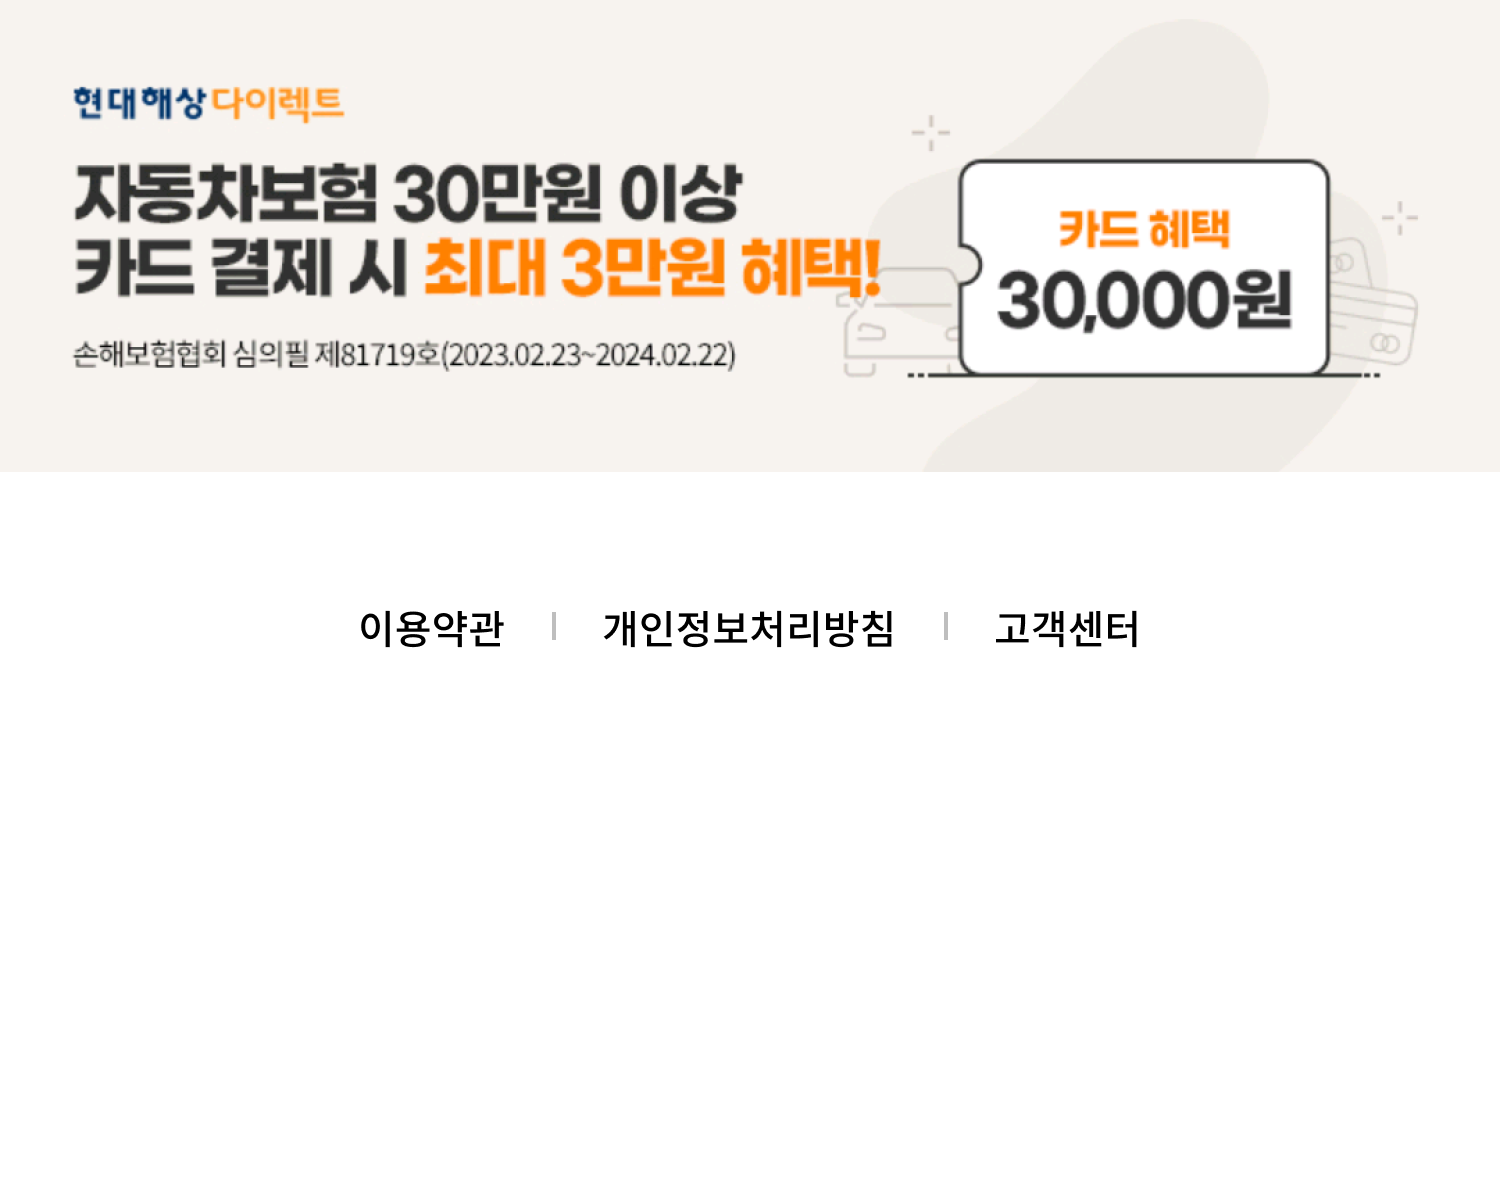 현대해상다이렉트
자동차보험 30만원 이상
카드 결제 시 최대 3만원 혜택!
손해보험협회 심의필 제81719호(2023.02.23~2024.02.22)
카드 혜택
30,000원
이용약관 | 개인정보처리방침 | 고객센터